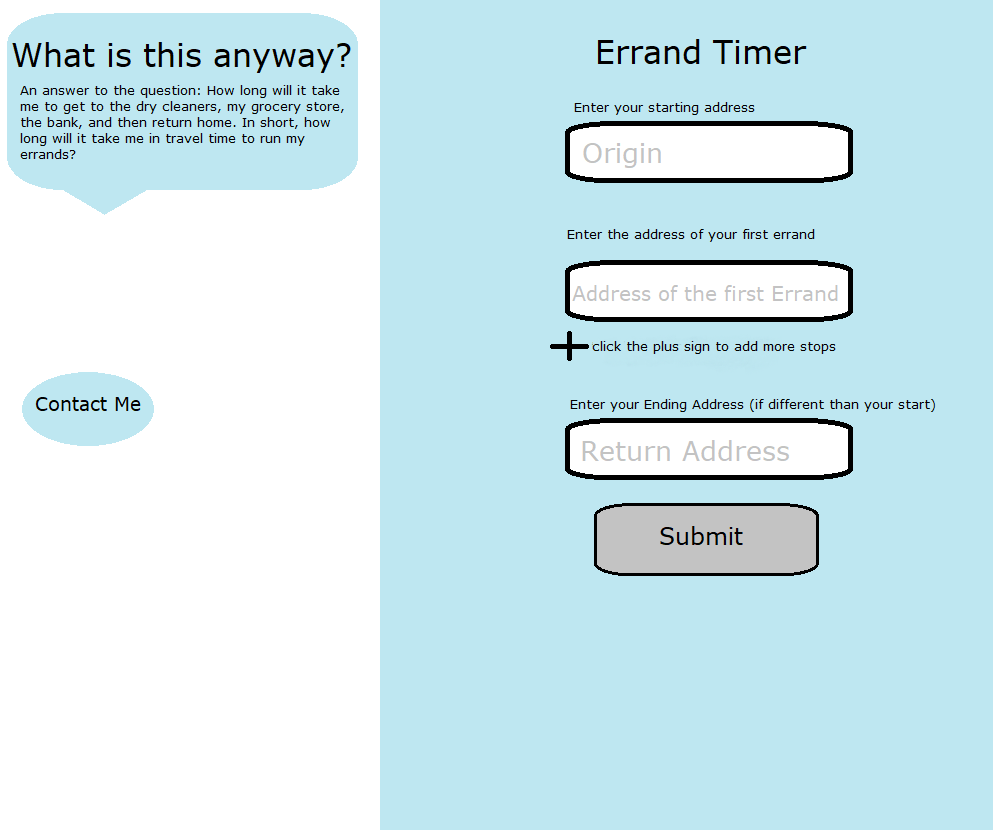 What is this anyway?
An answer to the question: How long will it take
me to get to the dry cleaners, my grocery store,
the bank, and then return home. In short, how
long will it take me in travel time to run my
errands?
Contact Me
Errand Timer
Enter your starting address
Origin
Enter the address of your first errand
Address of the first Errand
click the plus sign to add more stops
Enter your Ending Address (if different than your start)
Return Address
Submit